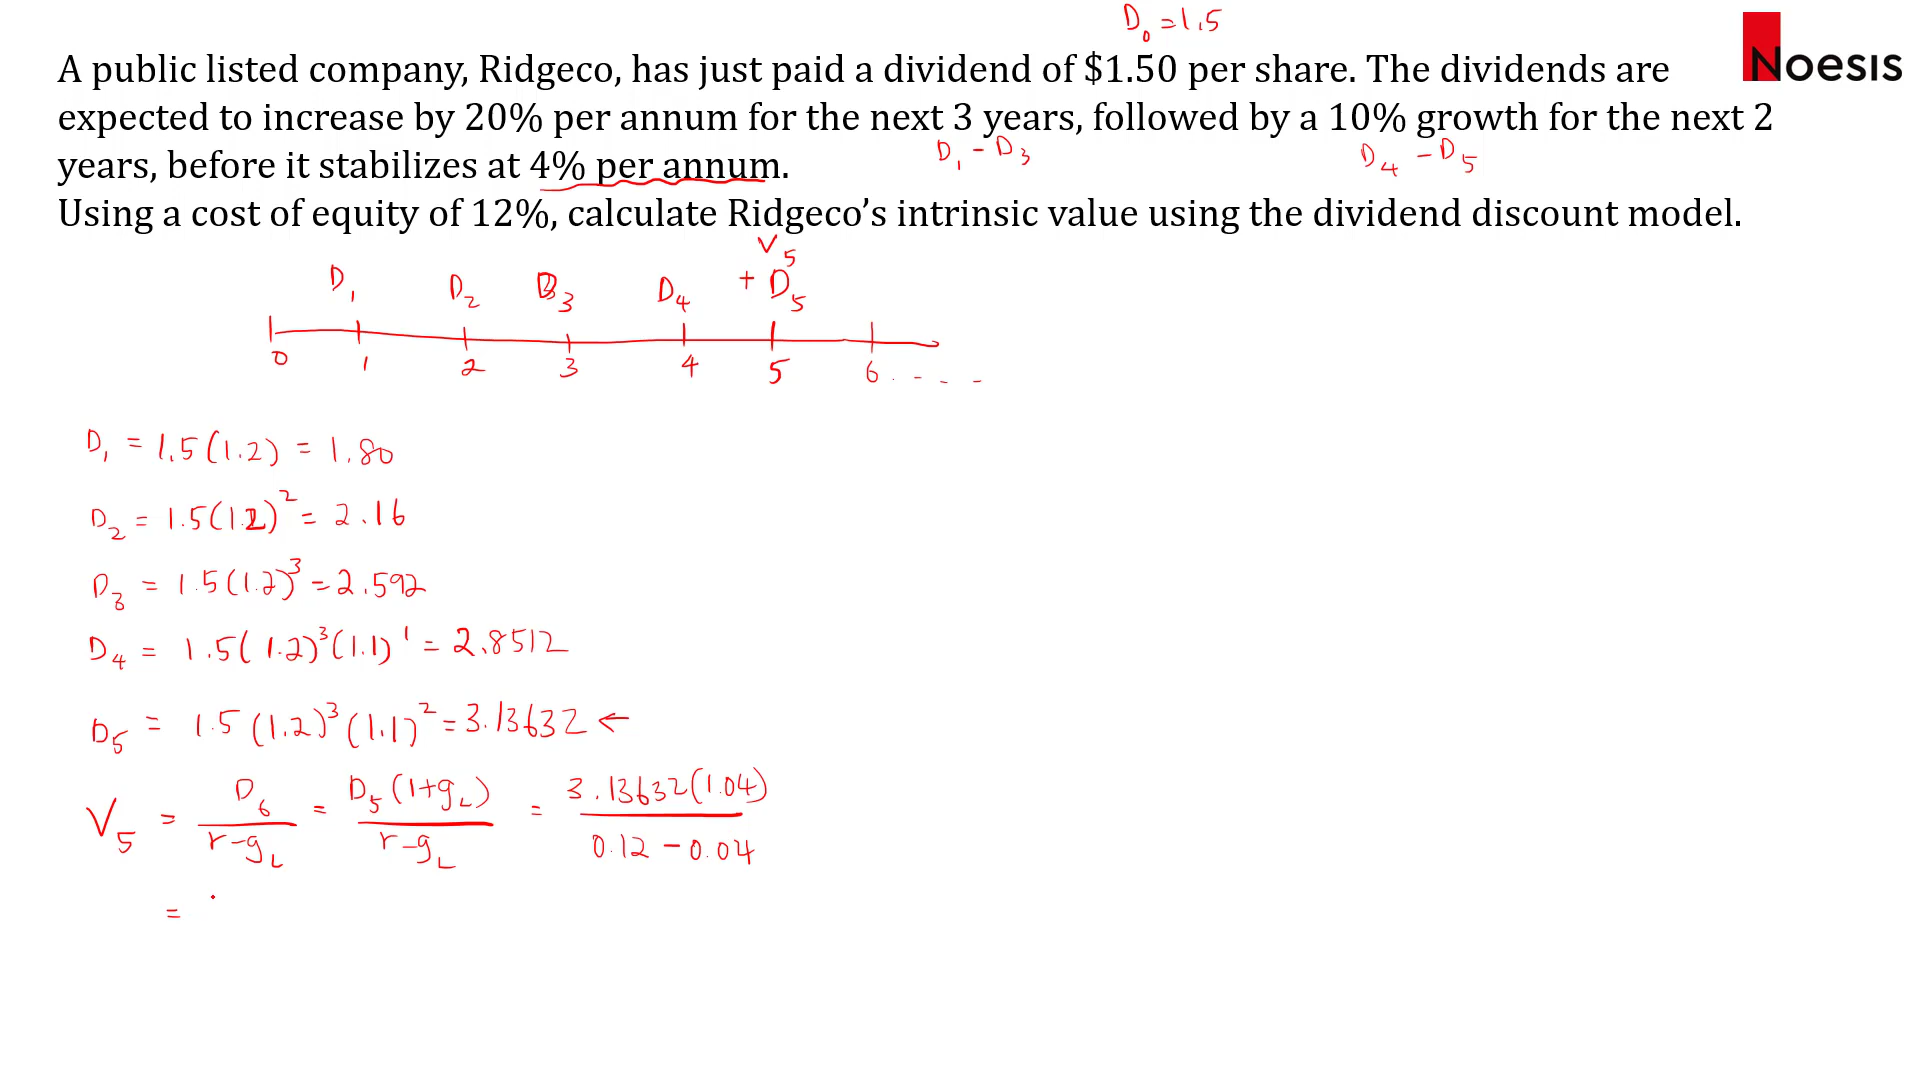 D₀ = 1.5
Noesis
A public listed company, Ridgeco, has just paid a dividend of $1.50 per share. The dividends are
expected to increase by 20% per annum for the next 3 years, followed by a 10% growth for the next 2
D₁ - D₃ D₄ - D₅
years, before it stabilizes at 4% per annum.
Using a cost of equity of 12%, calculate Ridgeco’s intrinsic value using the dividend discount model.
V₅
D₁ D₂ D₃ D₄ + D₅
0 1 2 3 4 5 6 . - - -
D₁ = 1.5(1.2) = 1.80
D₂ = 1.5(1.2)² = 2.16
D₃ = 1.5(1.2)³ = 2.592
D₄ = 1.5(1.2)³(1.1)¹ = 2.8512
D₅ = 1.5(1.2)³(1.1)² = 3.13632 ←
V₅ = D₆ / (r-g_L) = D₅(1+g_L) / (r-g_L) = 3.13632(1.04) / (0.12 - 0.04)
=